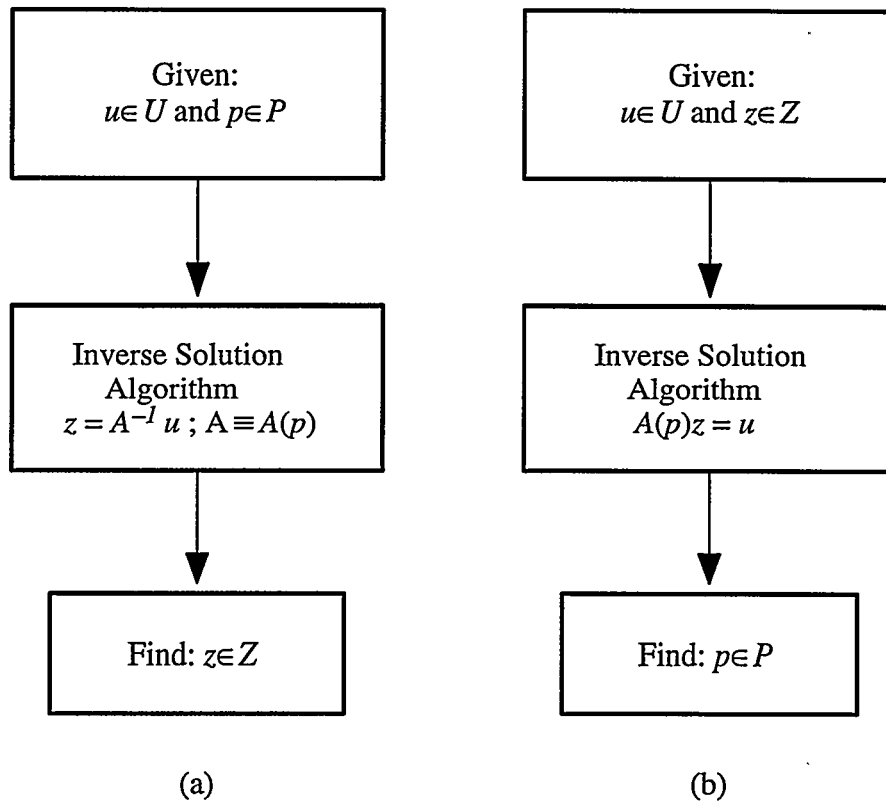 Given:
u∈ U and p∈P
Inverse Solution
Algorithm
z = A⁻¹ u ; A ≡ A(p)
Find: z∈Z
(a)
Given:
u∈ U and z∈Z
Inverse Solution
Algorithm
A(p)z = u
Find: p∈P
(b)